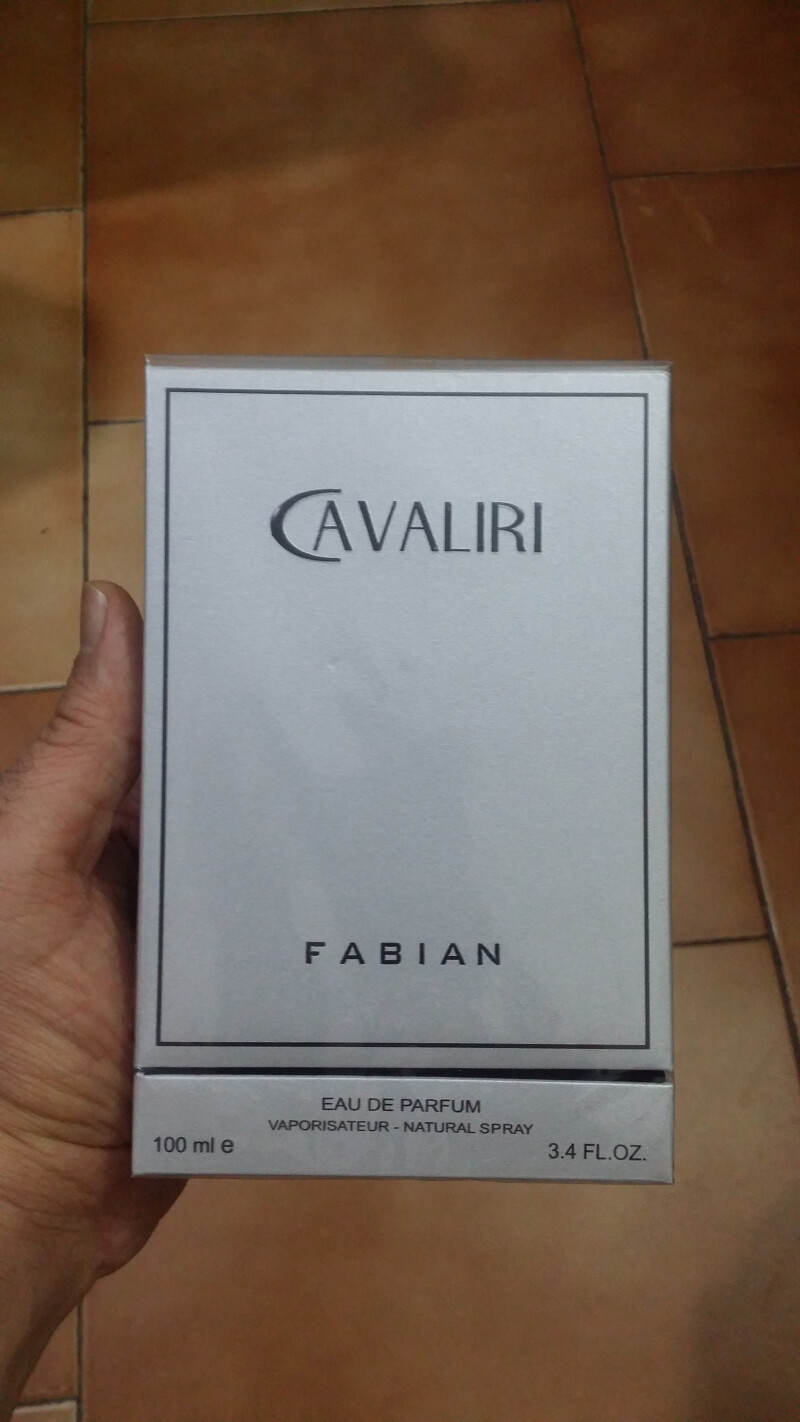 CAVALIRI
FABIAN
EAU DE PARFUM
VAPORISATEUR - NATURAL SPRAY
100 ml e
3.4 FL.OZ.